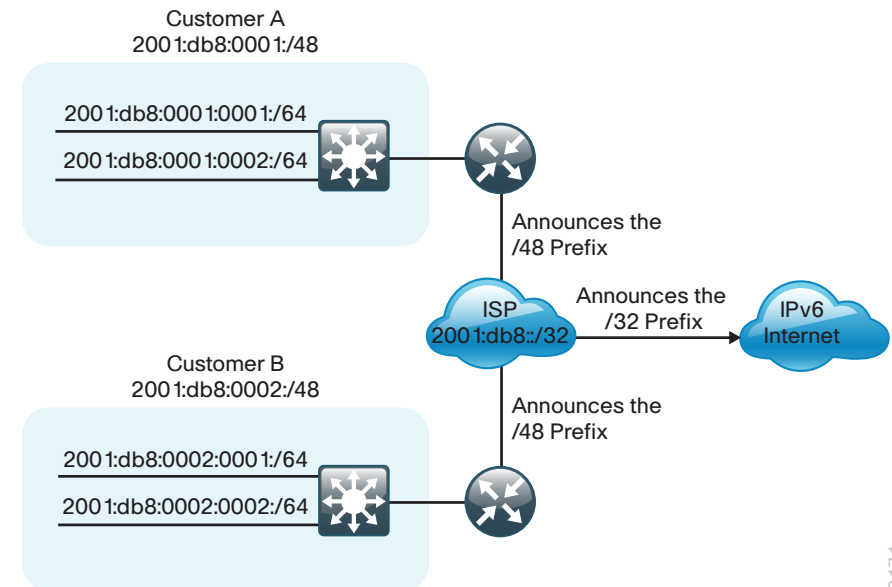 Customer A
2001:db8:0001:/48
2001:db8:0001:0001:/64
2001:db8:0001:0002:/64
Announces the
/48 Prefix
ISP
2001:db8::/32
Announces the
/32 Prefix
IPv6
Internet
Customer B
2001:db8:0002:/48
Announces the
/48 Prefix
2001:db8:0002:0001:/64
2001:db8:0002:0002:/64